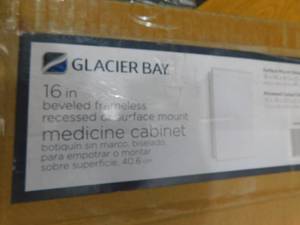 GLACIER BAY
16 in
beveled frameless
recessed or surface mount
medicine cabinet
botiquín sin marco, biselado,
para empotrar o montar
sobre superficie, 40.6 cm